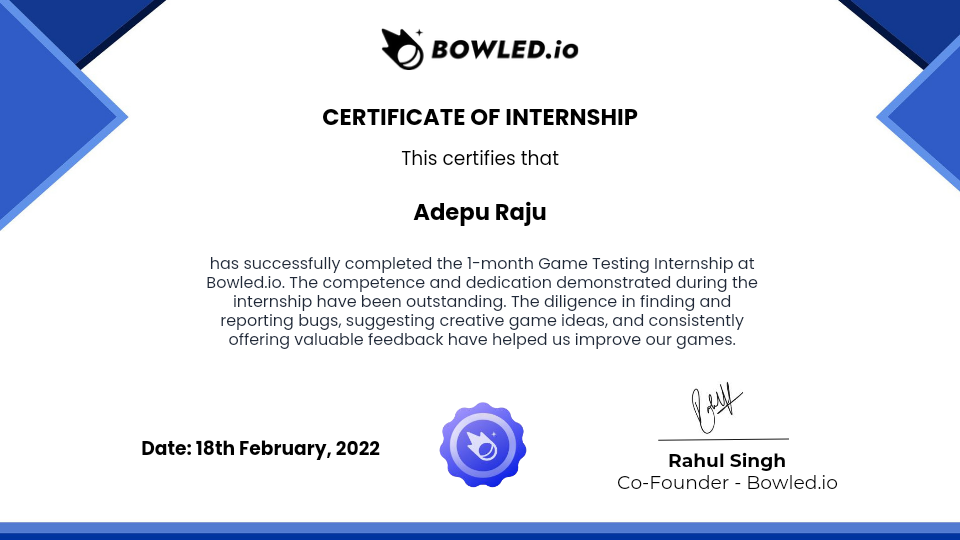 BOWLED.io
CERTIFICATE OF INTERNSHIP
This certifies that
Adepu Raju
has successfully completed the 1-month Game Testing Internship at
Bowled.io. The competence and dedication demonstrated during the
internship have been outstanding. The diligence in finding and
reporting bugs, suggesting creative game ideas, and consistently
offering valuable feedback have helped us improve our games.
Date: 18th February, 2022
Rahul Singh
Co-Founder - Bowled.io